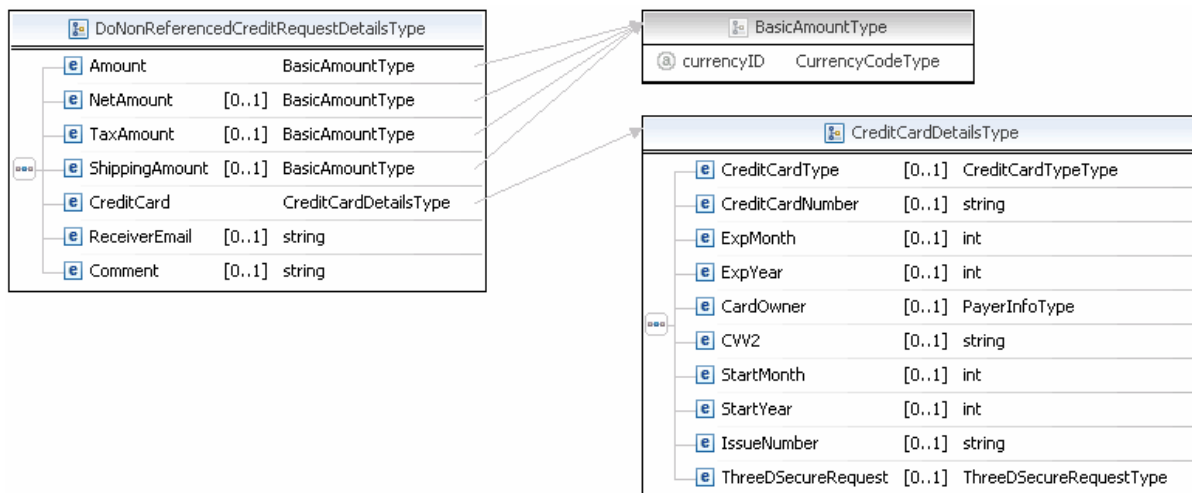 DoNonReferencedCreditRequestDetailsType
e Amount BasicAmountType
e NetAmount [0..1] BasicAmountType
e TaxAmount [0..1] BasicAmountType
e ShippingAmount [0..1] BasicAmountType
e CreditCard CreditCardDetailsType
e ReceiverEmail [0..1] string
e Comment [0..1] string
BasicAmountType
a currencyID CurrencyCodeType
CreditCardDetailsType
e CreditCardType [0..1] CreditCardTypeType
e CreditCardNumber [0..1] string
e ExpMonth [0..1] int
e ExpYear [0..1] int
e CardOwner [0..1] PayerInfoType
e CVV2 [0..1] string
e StartMonth [0..1] int
e StartYear [0..1] int
e IssueNumber [0..1] string
e ThreeDSecureRequest [0..1] ThreeDSecureRequestType